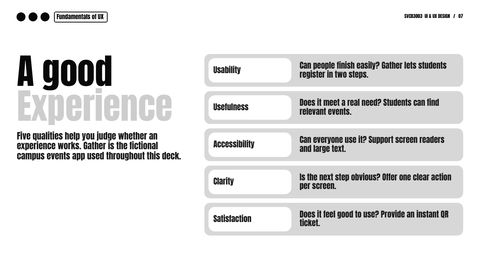 Fundamentals of UX
SVCD3003 UI & UX DESIGN / 07
A good
Experience
Five qualities help you judge whether an
experience works. Gather is the fictional
campus events app used throughout this deck.
Usability
Can people finish easily? Gather lets students
register in two steps.
Usefulness
Does it meet a real need? Students can find
relevant events.
Accessibility
Can everyone use it? Support screen readers
and large text.
Clarity
Is the next step obvious? Offer one clear action
per screen.
Satisfaction
Does it feel good to use? Provide an instant QR
ticket.